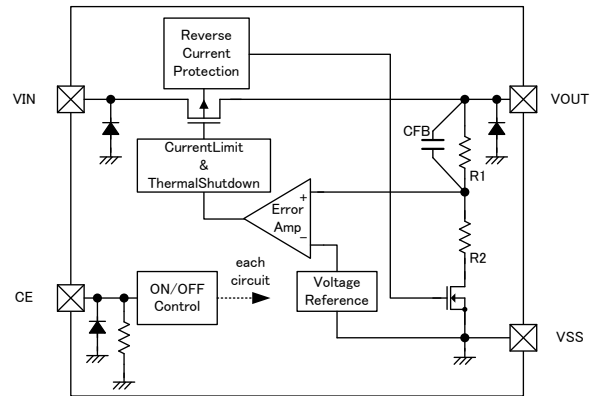 Reverse
Current
Protection
VIN
VOUT
CFB
CurrentLimit
&
ThermalShutdown
R1
+
Error
Amp
−
R2
each
circuit
CE
ON/OFF
Control
Voltage
Reference
VSS